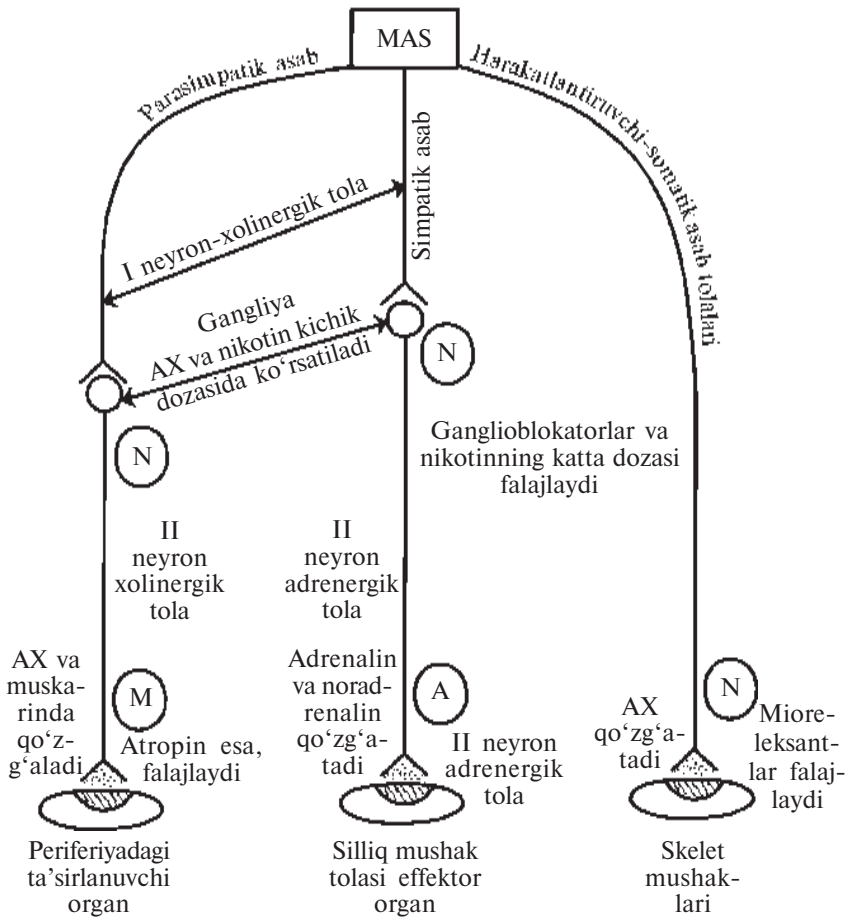 MAS
Parasimpatik asab
Simpatik asab
Harakatlantiruvchi-somatik asab tolalari
I neyron-xolinergik tola
Gangliya
AX va nikotin kichik
dozasida ko‘rsatiladi
N
N
Ganglioblokatorlar va
nikotinning katta dozasi
falajlaydi
II
neyron
xolinergik
tola
II
neyron
adrenergik
tola
AX va
muska-
rinda
qo‘z-
g‘aladi
M
Atropin esa,
falajlaydi
Adrenalin
va norad-
renalin
qo‘zg‘a-
tadi
A
II neyron
adrenergik
tola
AX
qo‘zg‘a-
tadi
N
Miore-
leksant-
lar falaj-
laydi
Periferiyadagi
ta’sirlanuvchi
organ
Silliq mushak
tolasi effektor
organ
Skelet
mushak-
lari